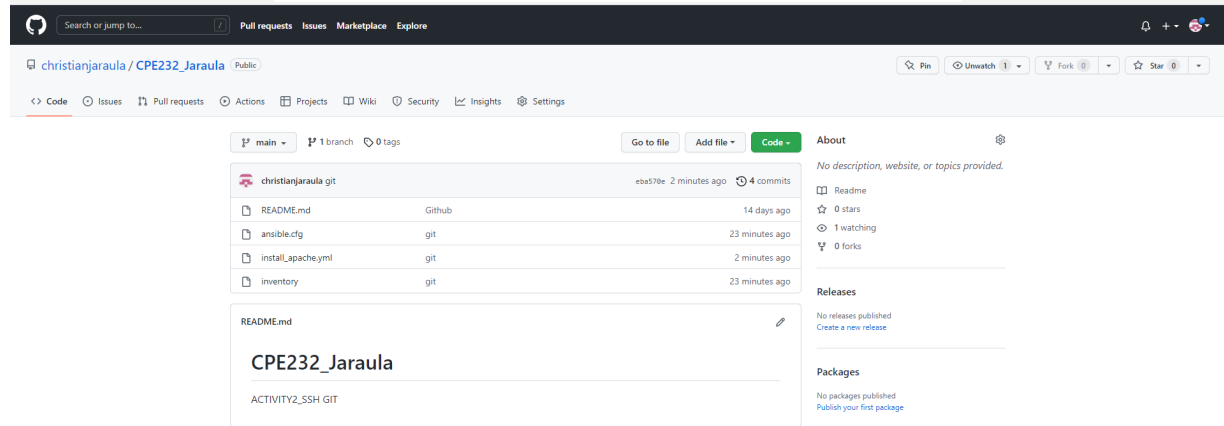 Search or jump to... /
Pull requests Issues Marketplace Explore
christianjaraula / CPE232_Jaraula Public
Pin Unwatch 1 Fork 0 Star 0
Code Issues Pull requests Actions Projects Wiki Security Insights Settings
main 1 branch 0 tags Go to file Add file Code
christianjaraula git eba570e 2 minutes ago 4 commits
README.md Github 14 days ago
ansible.cfg git 23 minutes ago
install_apache.yml git 2 minutes ago
inventory git 23 minutes ago
README.md
CPE232_Jaraula
ACTIVITY2_SSH GIT
About
No description, website, or topics provided.
Readme
0 stars
1 watching
0 forks
Releases
No releases published
Create a new release
Packages
No packages published
Publish your first package